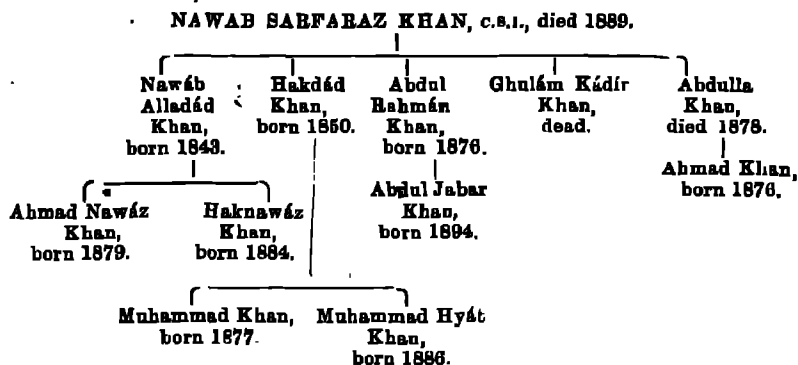 NAWAB SARFARAZ KHAN, C.S.I., died 1889.
Nawáb Alladád Khan, born 1843.
Hakdád Khan, born 1850.
Abdul Rahmán Khan, born 1876.
Ghulám Kádír Khan, dead.
Abdulla Khan, died 1878.
Ahmad Khan, born 1876.
Ahmad Nawáz Khan, born 1879.
Haknawáz Khan, born 1884.
Abdul Jabar Khan, born 1894.
Muhammad Khan, born 1877.
Muhammad Hyát Khan, born 1886.